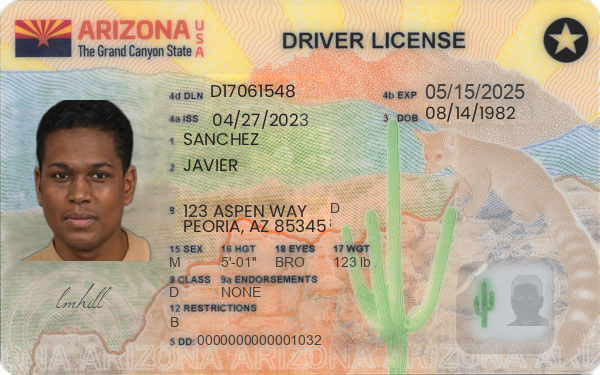 ARIZONA USA
The Grand Canyon State
DRIVER LICENSE
4d DLN D17061548
4b EXP 05/15/2025
4a ISS 04/27/2023
3 DOB 08/14/1982
1 SANCHEZ
2 JAVIER
8 123 ASPEN WAY D
PEORIA, AZ 85345
15 SEX 16 HGT 18 EYES 17 WGT
M 5'-01" BRO 123 lb
9 CLASS 9a ENDORSEMENTS
D NONE
12 RESTRICTIONS
B
5 DD: 0000000000001032
lmhill
ARIZONA ARIZONA ARIZONA ARIZONA